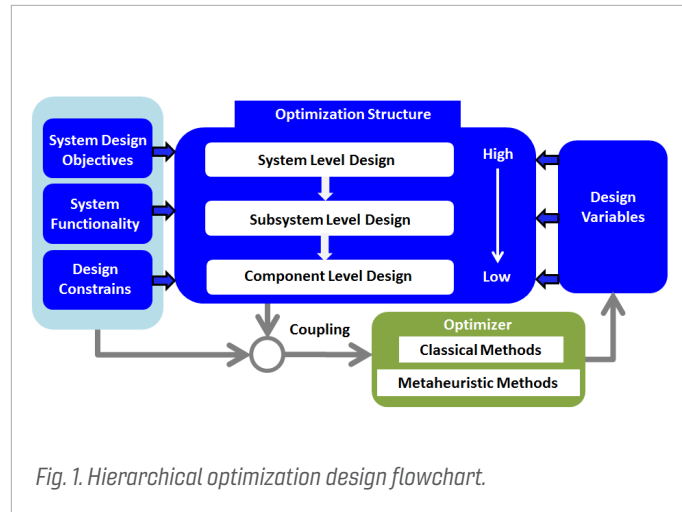 Optimization Structure
System Design
Objectives
System
Functionality
Design
Constrains
System Level Design
Subsystem Level Design
Component Level Design
High
Low
Design
Variables
Coupling
Optimizer
Classical Methods
Metaheuristic Methods
Fig. 1. Hierarchical optimization design flowchart.